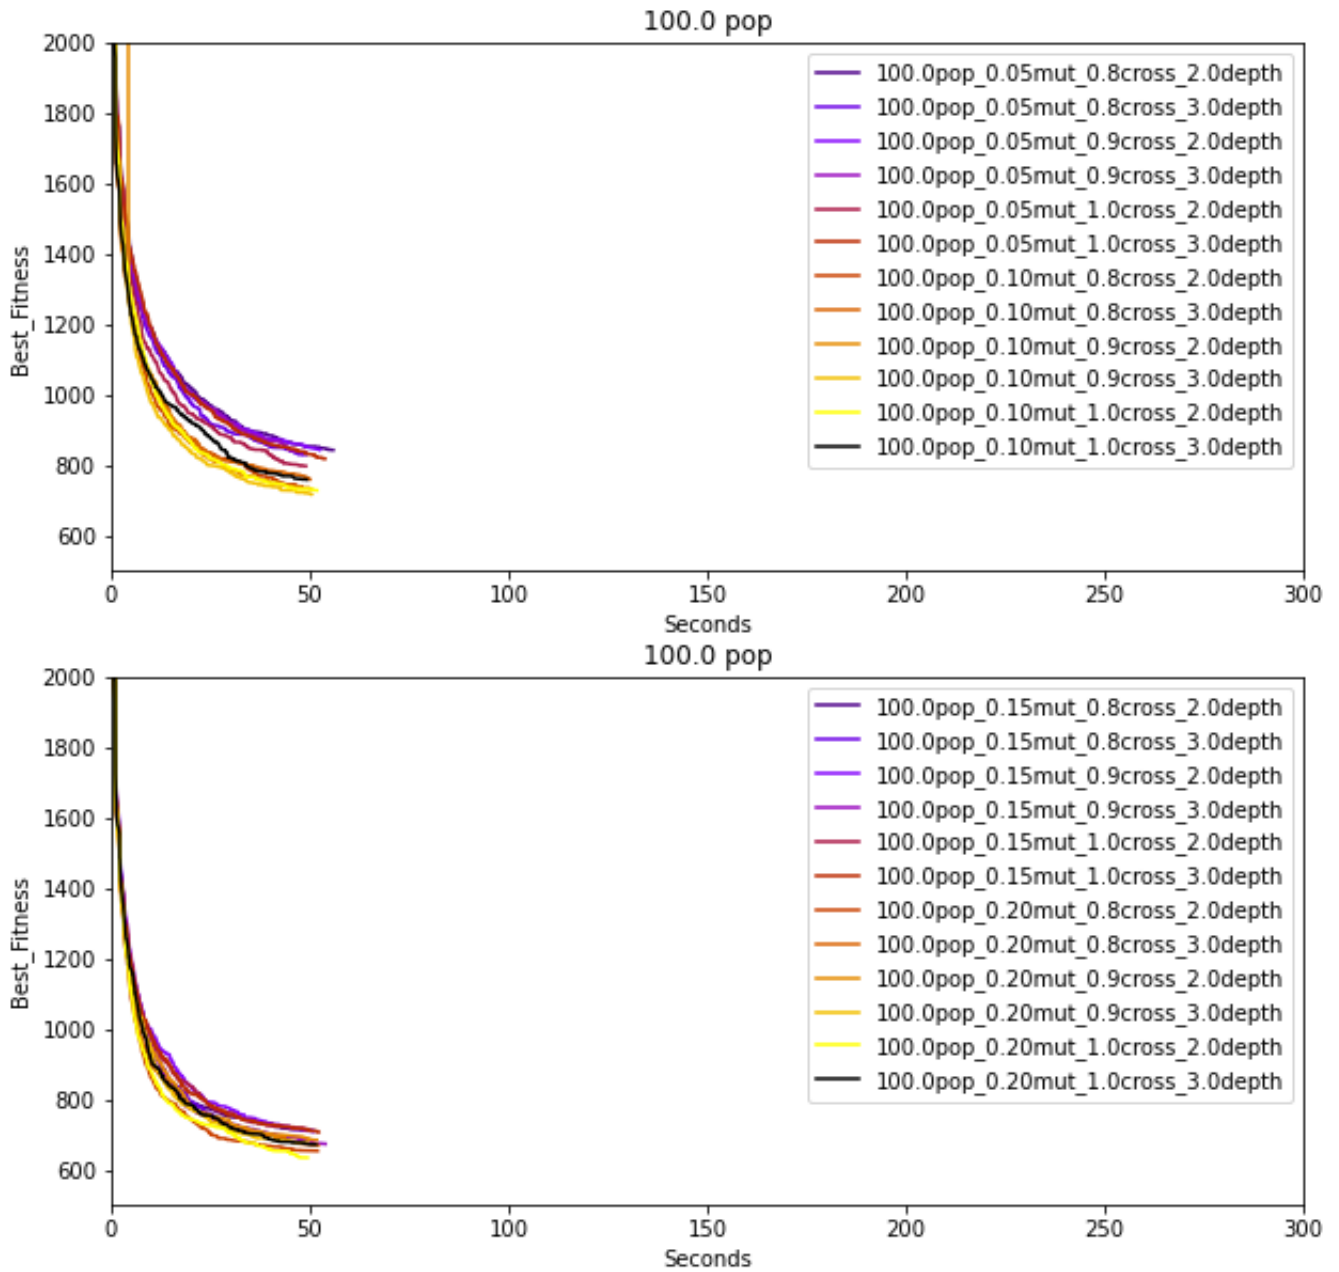 100.0 pop
2000
1800
1600
1400
1200
1000
800
600
Best_Fitness
100.0pop_0.05mut_0.8cross_2.0depth
100.0pop_0.05mut_0.8cross_3.0depth
100.0pop_0.05mut_0.9cross_2.0depth
100.0pop_0.05mut_0.9cross_3.0depth
100.0pop_0.05mut_1.0cross_2.0depth
100.0pop_0.05mut_1.0cross_3.0depth
100.0pop_0.10mut_0.8cross_2.0depth
100.0pop_0.10mut_0.8cross_3.0depth
100.0pop_0.10mut_0.9cross_2.0depth
100.0pop_0.10mut_0.9cross_3.0depth
100.0pop_0.10mut_1.0cross_2.0depth
100.0pop_0.10mut_1.0cross_3.0depth
0 50 100 150 200 250 300
Seconds
100.0 pop
2000
1800
1600
1400
1200
1000
800
600
Best_Fitness
100.0pop_0.15mut_0.8cross_2.0depth
100.0pop_0.15mut_0.8cross_3.0depth
100.0pop_0.15mut_0.9cross_2.0depth
100.0pop_0.15mut_0.9cross_3.0depth
100.0pop_0.15mut_1.0cross_2.0depth
100.0pop_0.15mut_1.0cross_3.0depth
100.0pop_0.20mut_0.8cross_2.0depth
100.0pop_0.20mut_0.8cross_3.0depth
100.0pop_0.20mut_0.9cross_2.0depth
100.0pop_0.20mut_0.9cross_3.0depth
100.0pop_0.20mut_1.0cross_2.0depth
100.0pop_0.20mut_1.0cross_3.0depth
0 50 100 150 200 250 300
Seconds